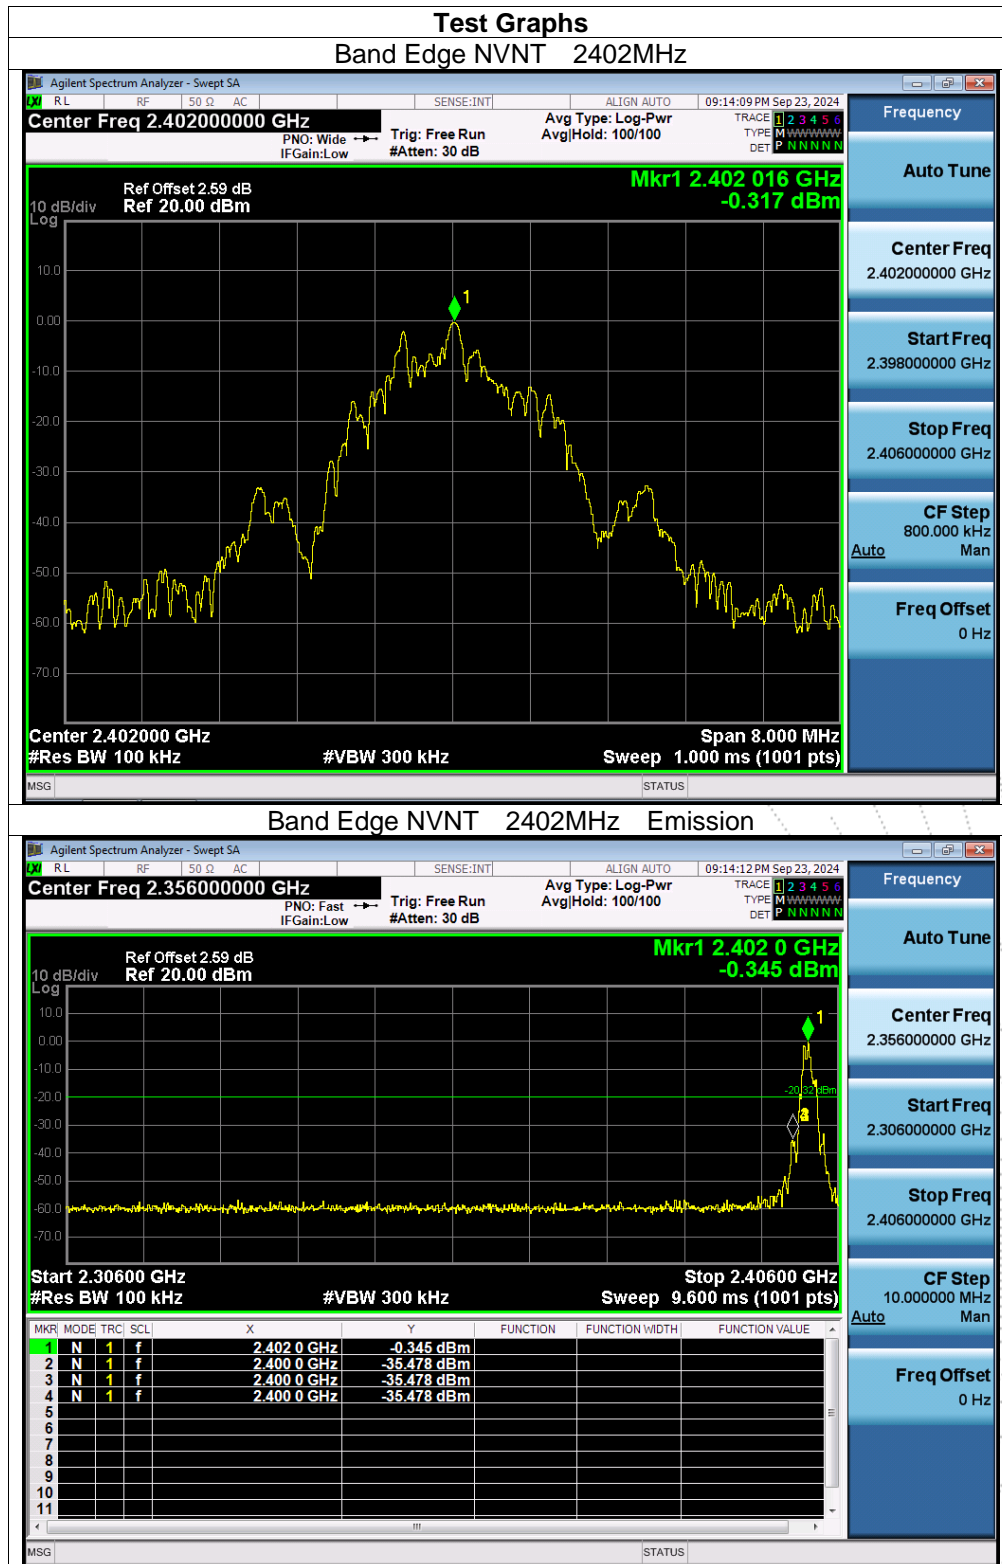 Test Graphs
Band Edge NVNT 2402MHz
Agilent Spectrum Analyzer - Swept SA
LXI RL RF 50 Ω AC SENSE:INT ALIGN AUTO 09:14:09 PM Sep 23, 2024
Center Freq 2.402000000 GHz
PNO: Wide
IFGain:Low
Trig: Free Run
#Atten: 30 dB
Avg Type: Log-Pwr
Avg|Hold: 100/100
TRACE 1 2 3 4 5 6
TYPE M WWWWW
DET P N N N N N
Ref Offset 2.59 dB
Ref 20.00 dBm
10 dB/div
Log
Mkr1 2.402 016 GHz
-0.317 dBm
10.0
0.00
-10.0
-20.0
-30.0
-40.0
-50.0
-60.0
-70.0
1
Center 2.402000 GHz
Span 8.000 MHz
#Res BW 100 kHz
#VBW 300 kHz
Sweep 1.000 ms (1001 pts)
MSG
STATUS
Frequency
Auto Tune
Center Freq
2.402000000 GHz
Start Freq
2.398000000 GHz
Stop Freq
2.406000000 GHz
CF Step
800.000 kHz
Auto Man
Freq Offset
0 Hz
Band Edge NVNT 2402MHz Emission
Agilent Spectrum Analyzer - Swept SA
LXI RL RF 50 Ω AC SENSE:INT ALIGN AUTO 09:14:12 PM Sep 23, 2024
Center Freq 2.356000000 GHz
PNO: Fast
IFGain:Low
Trig: Free Run
#Atten: 30 dB
Avg Type: Log-Pwr
Avg|Hold: 100/100
TRACE 1 2 3 4 5 6
TYPE M WWWWW
DET P N N N N N
Ref Offset 2.59 dB
Ref 20.00 dBm
10 dB/div
Log
Mkr1 2.402 0 GHz
-0.345 dBm
10.0
0.00
-10.0
-20.0
-30.0
-40.0
-50.0
-60.0
-70.0
1
-20.32 dBm
Start 2.30600 GHz
Stop 2.40600 GHz
#Res BW 100 kHz
#VBW 300 kHz
Sweep 9.600 ms (1001 pts)
MKR MODE TRC SCL X Y FUNCTION FUNCTION WIDTH FUNCTION VALUE
1 N 1 f 2.402 0 GHz -0.345 dBm
2 N 1 f 2.400 0 GHz -35.478 dBm
3 N 1 f 2.400 0 GHz -35.478 dBm
4 N 1 f 2.400 0 GHz -35.478 dBm
5
6
7
8
9
10
11
MSG
STATUS
Frequency
Auto Tune
Center Freq
2.356000000 GHz
Start Freq
2.306000000 GHz
Stop Freq
2.406000000 GHz
CF Step
10.000000 MHz
Auto Man
Freq Offset
0 Hz